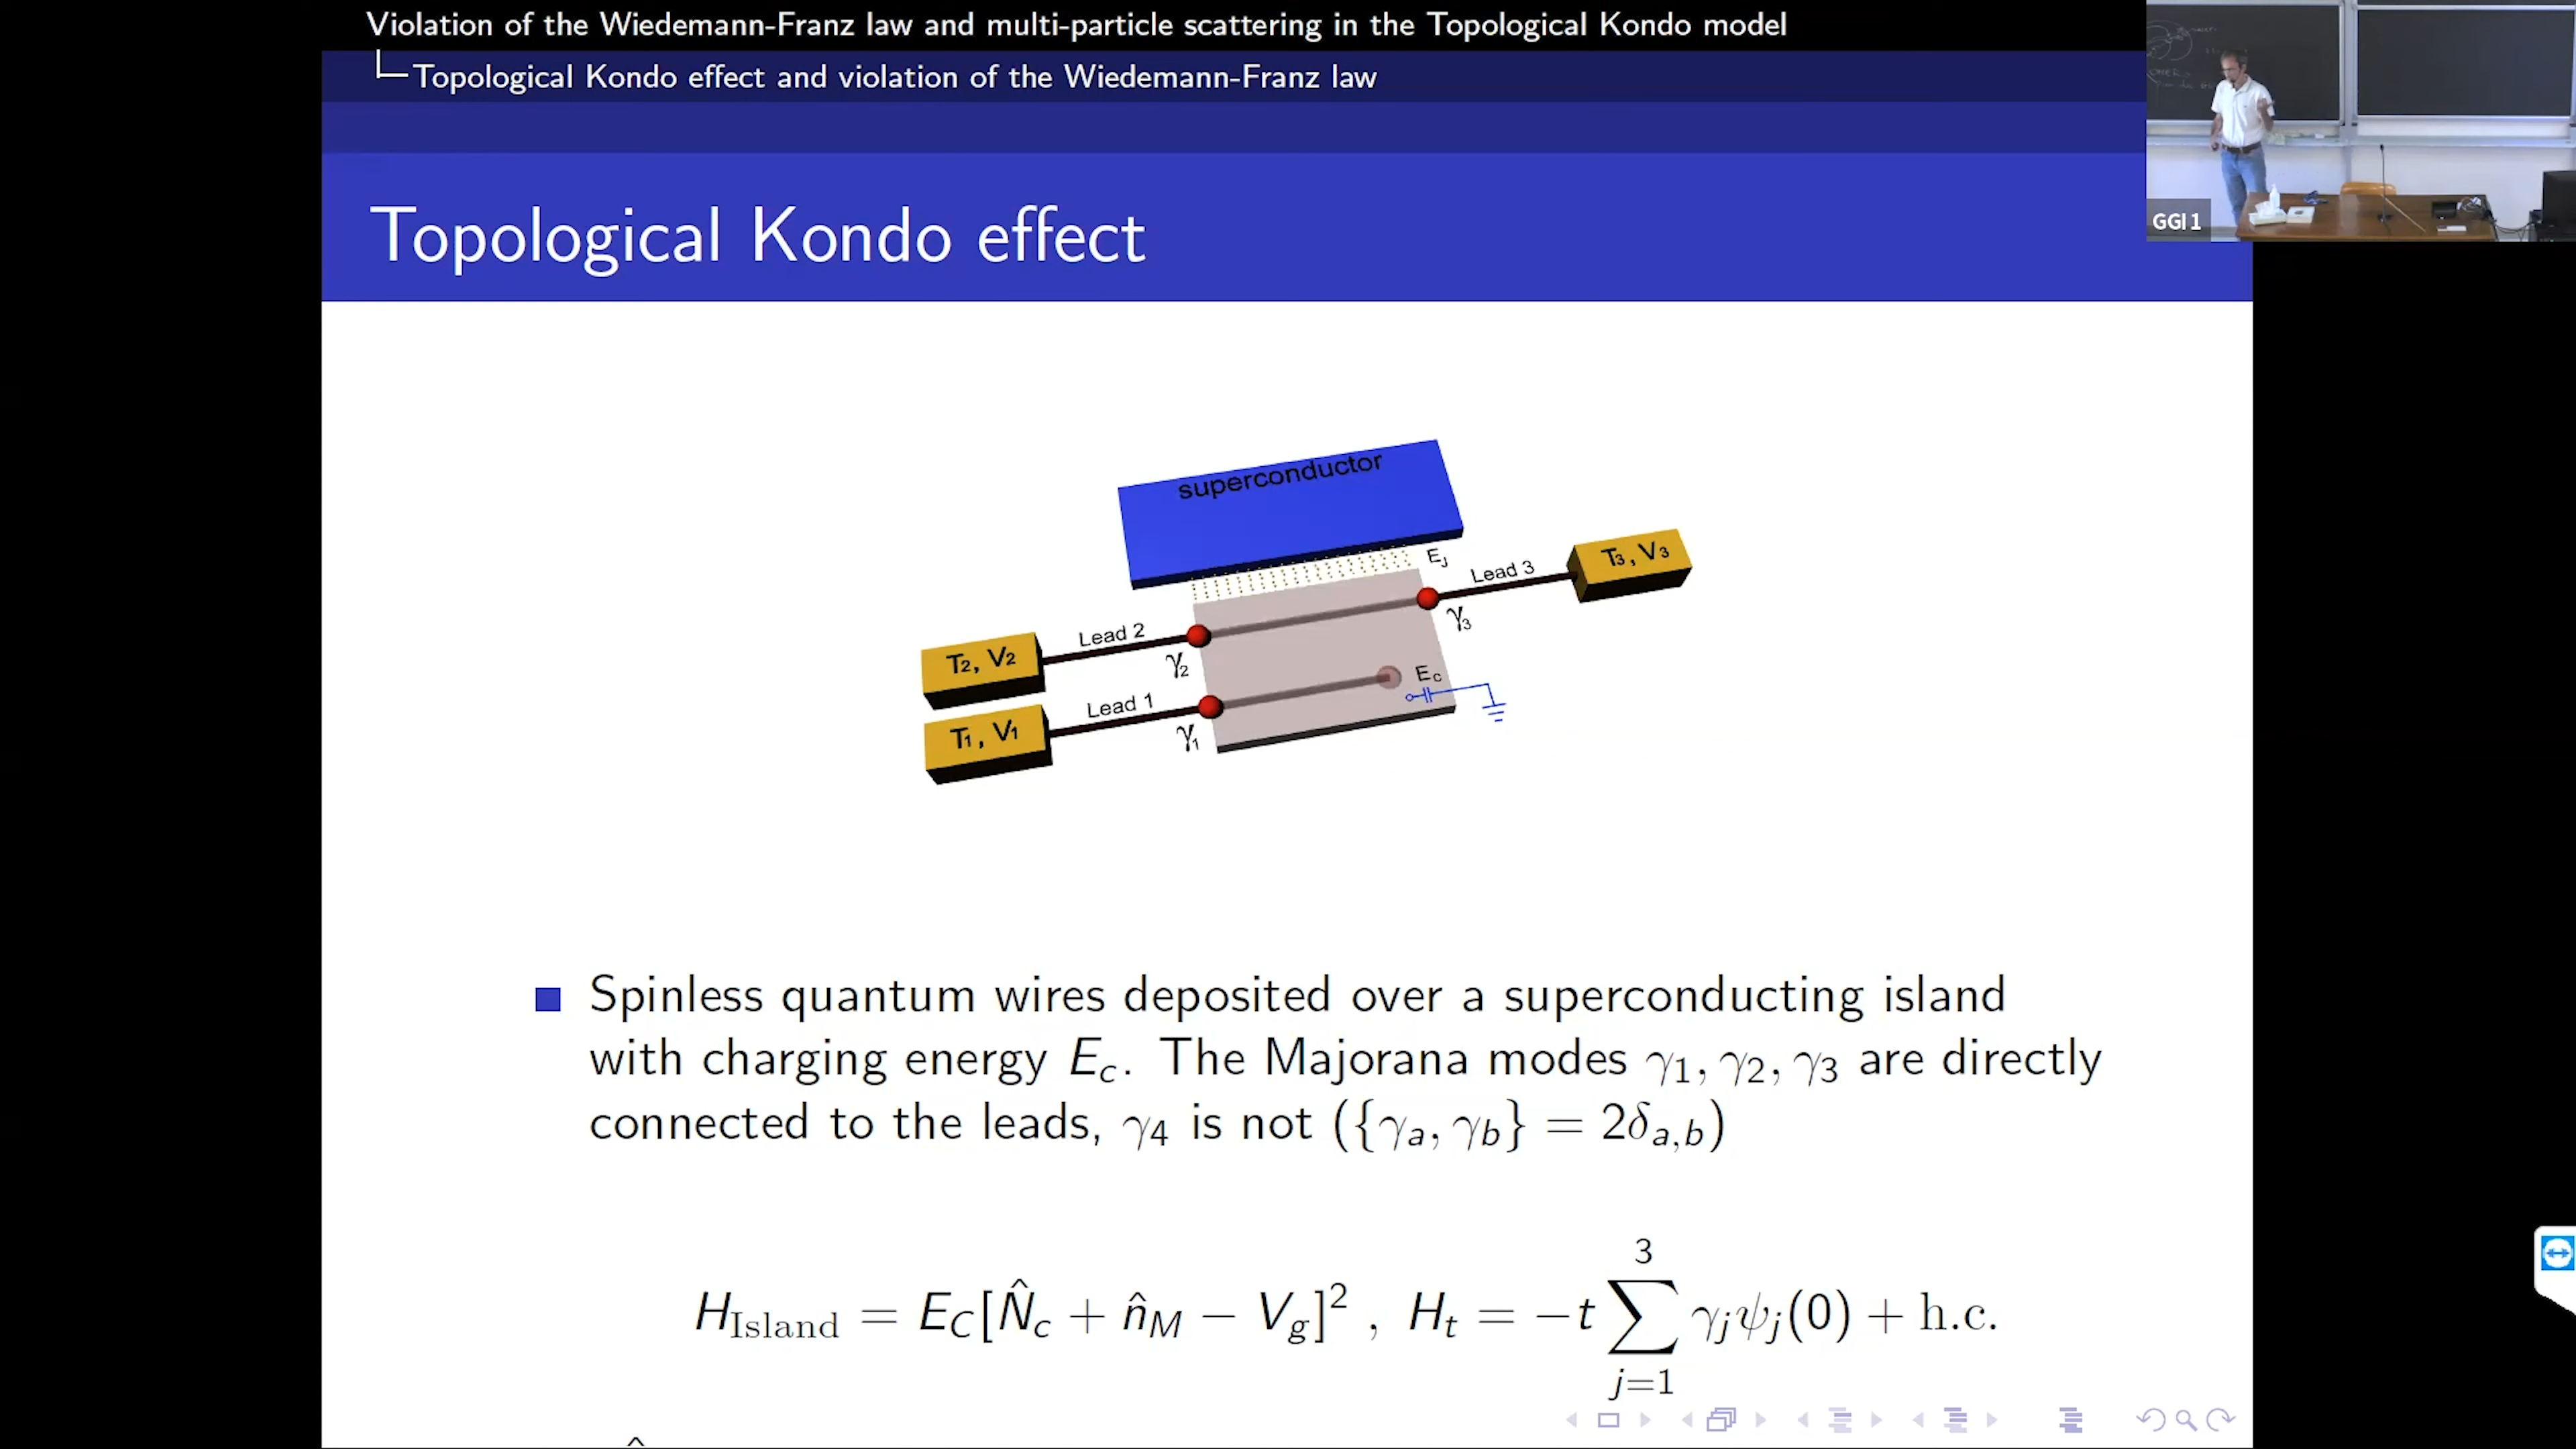 Violation of the Wiedemann-Franz law and multi-particle scattering in the Topological Kondo model
Topological Kondo effect and violation of the Wiedemann-Franz law
GGI 1
Topological Kondo effect
superconductor
E_J
Lead 3
T₃, V₃
γ₃
Lead 2
T₂, V₂
γ₂
E_c
Lead 1
T₁, V₁
γ₁
Spinless quantum wires deposited over a superconducting island
with charging energy E_c. The Majorana modes γ₁, γ₂, γ₃ are directly
connected to the leads, γ₄ is not ({γ_a, γ_b} = 2δ_{a,b})
H_Island = E_C[N̂_c + n̂_M − V_g]² , H_t = −t ∑_{j=1}^{3} γ_jψ_j(0) + h.c.